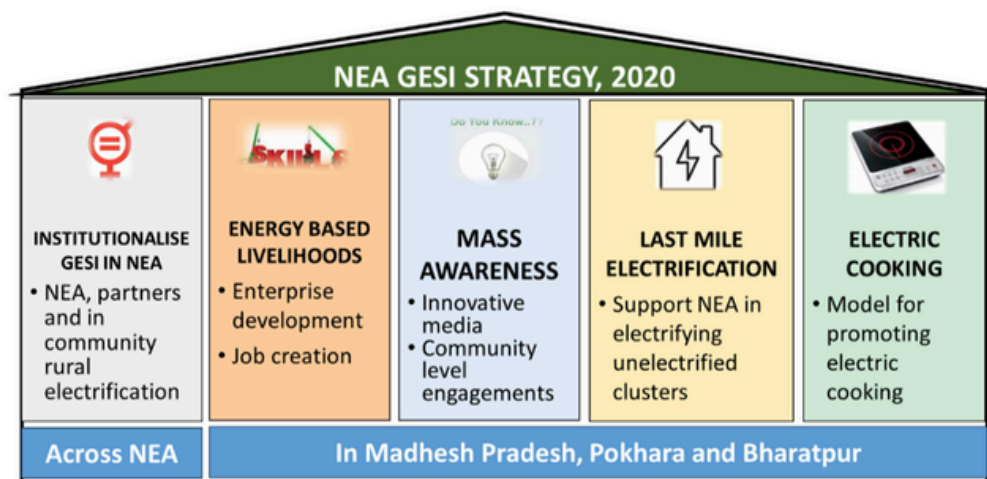 NEA GESI STRATEGY, 2020
INSTITUTIONALISE
GESI IN NEA
• NEA, partners
and in
community
rural
electrification
SKILLS
ENERGY BASED
LIVELIHOODS
• Enterprise
development
• Job creation
Do You Know..??
MASS
AWARENESS
• Innovative
media
• Community
level
engagements
LAST MILE
ELECTRIFICATION
• Support NEA in
electrifying
unelectrified
clusters
ELECTRIC
COOKING
• Model for
promoting
electric
cooking
Across NEA
In Madhesh Pradesh, Pokhara and Bharatpur